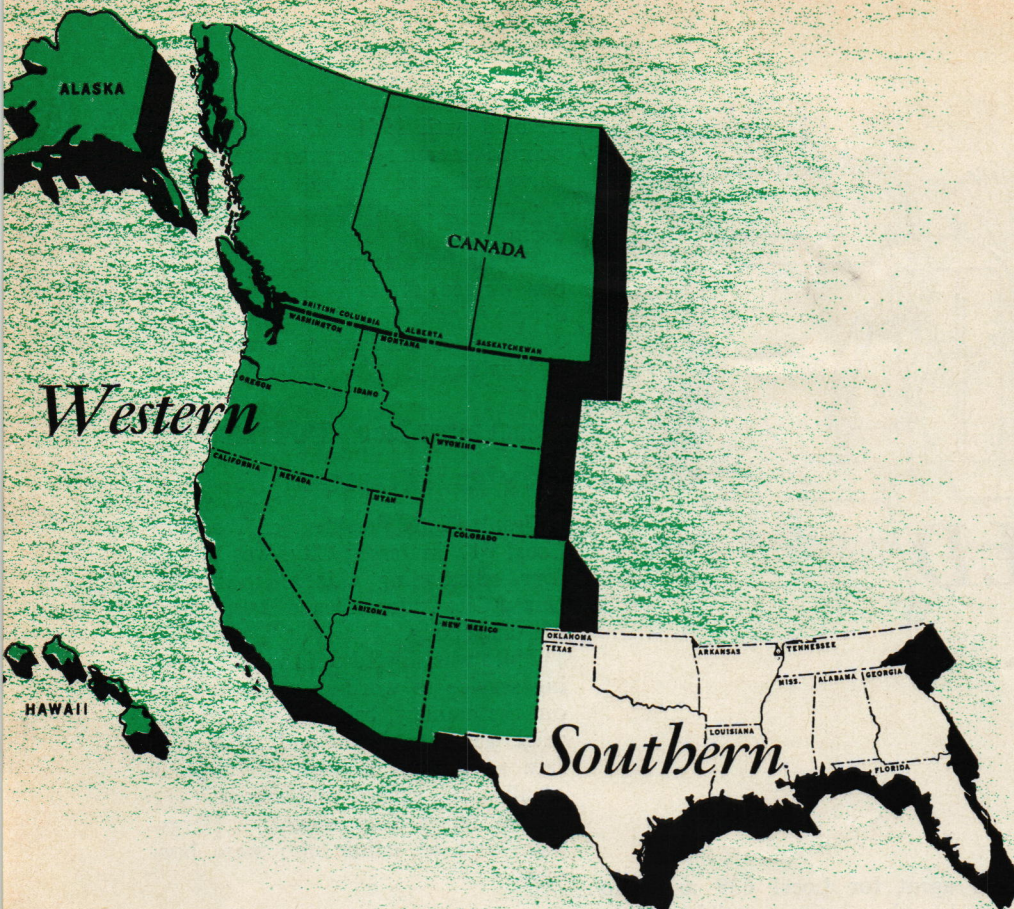 ALASKA
CANADA
BRITISH COLUMBIA
WASHINGTON
ALBERTA
MONTANA
SASKATCHEWAN
OREGON
IDAHO
Western
WYOMING
CALIFORNIA
NEVADA
UTAH
COLORADO
ARIZONA
NEW MEXICO
OKLAHOMA
TEXAS
ARKANSAS
TENNESSEE
MISS.
ALABAMA
GEORGIA
HAWAII
LOUISIANA
Southern
FLORIDA